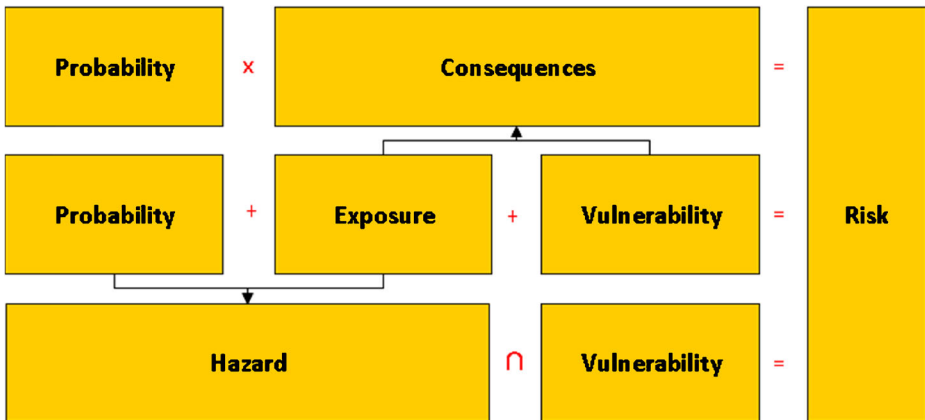 Probability x Consequences =
Probability + Exposure + Vulnerability = Risk
Hazard ∩ Vulnerability =